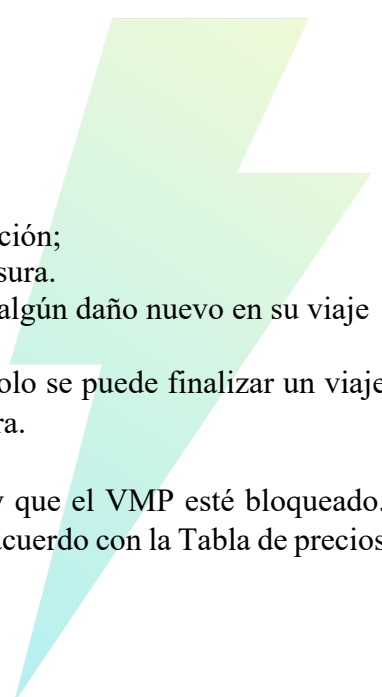 ción;
sura.
algún daño nuevo en su viaje
olo se puede finalizar un viaje
ra.
y que el VMP esté bloqueado.
acuerdo con la Tabla de precios